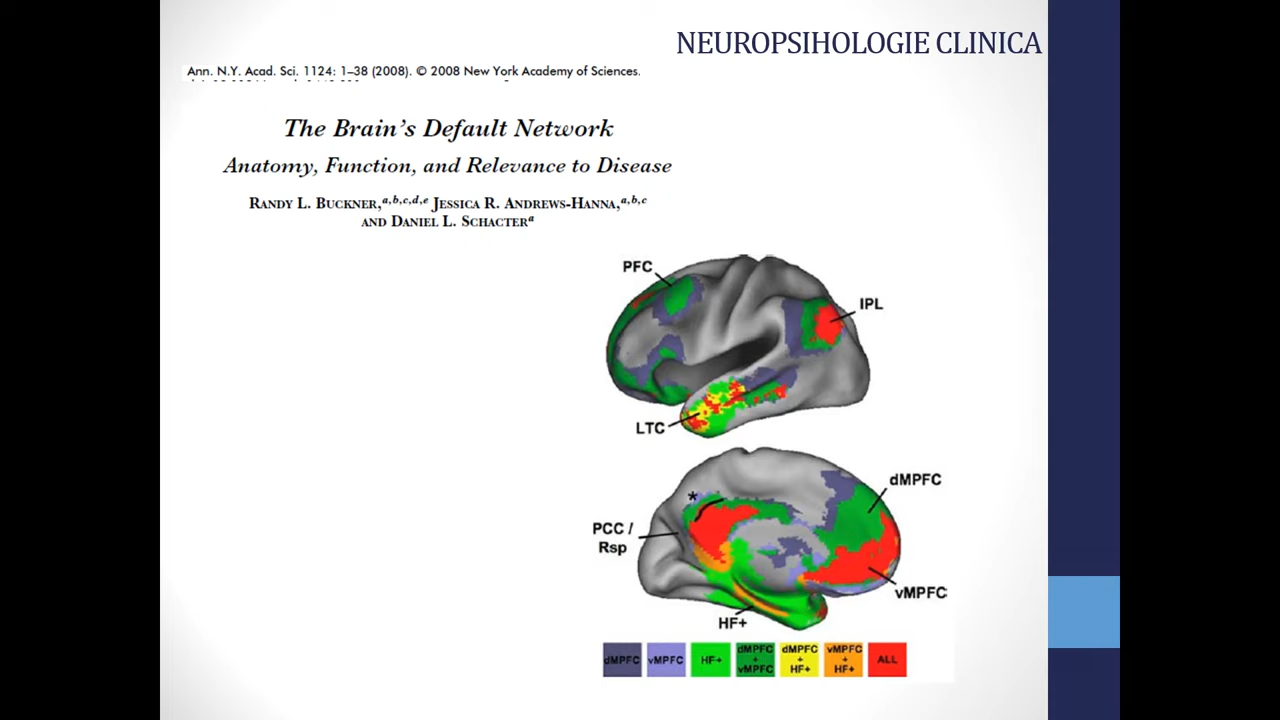 NEUROPSIHOLOGIE CLINICA
Ann. N.Y. Acad. Sci. 1124: 1–38 (2008). © 2008 New York Academy of Sciences.
The Brain’s Default Network
Anatomy, Function, and Relevance to Disease
RANDY L. BUCKNER,a,b,c,d,e JESSICA R. ANDREWS-HANNA,a,b,c
AND DANIEL L. SCHACTERa
PFC
IPL
LTC
dMPFC
*
PCC /
Rsp
vMPFC
HF+
dMPFC
vMPFC
HF+
dMPFC
+
vMPFC
dMPFC
+
HF+
vMPFC
+
HF+
ALL